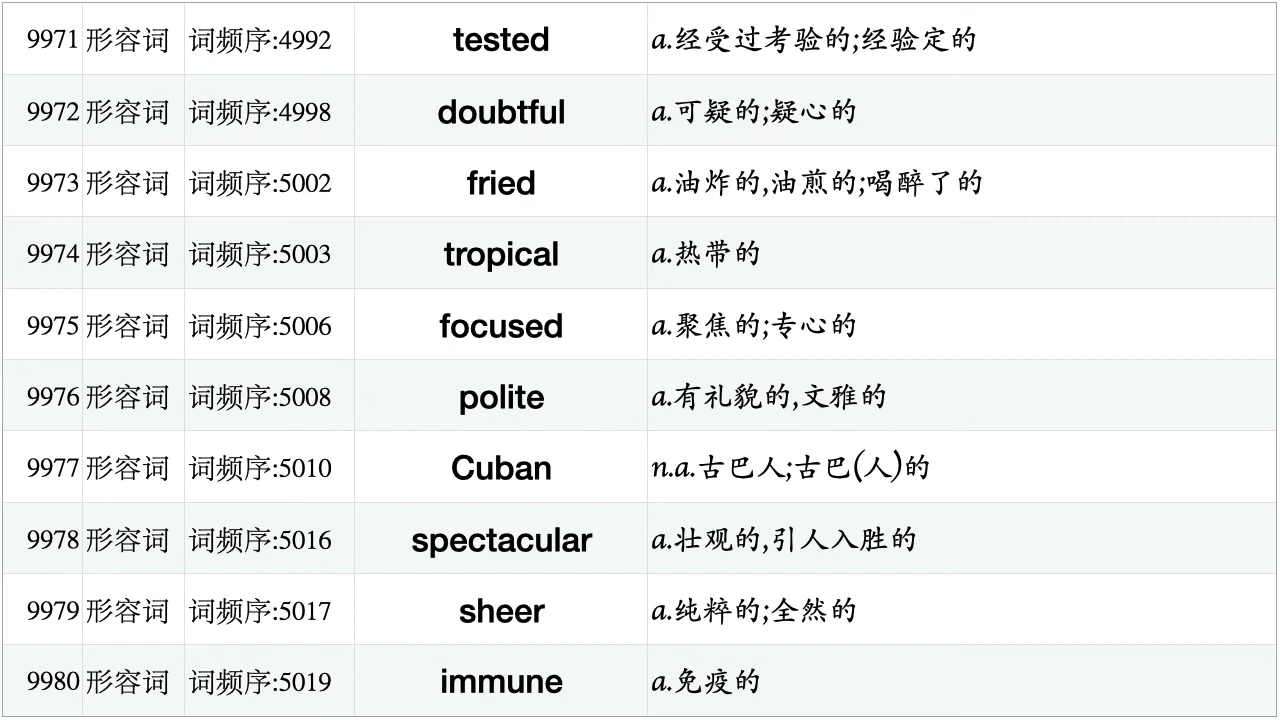 9971 形容词 词频序:4992 tested a.经受过考验的;经验定的
9972 形容词 词频序:4998 doubtful a.可疑的;疑心的
9973 形容词 词频序:5002 fried a.油炸的,油煎的;喝醉了的
9974 形容词 词频序:5003 tropical a.热带的
9975 形容词 词频序:5006 focused a.聚焦的;专心的
9976 形容词 词频序:5008 polite a.有礼貌的,文雅的
9977 形容词 词频序:5010 Cuban n.a.古巴人;古巴(人)的
9978 形容词 词频序:5016 spectacular a.壮观的,引人入胜的
9979 形容词 词频序:5017 sheer a.纯粹的;全然的
9980 形容词 词频序:5019 immune a.免疫的